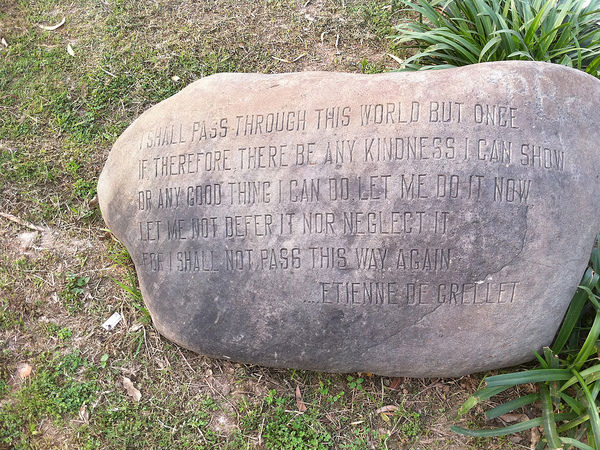 I SHALL PASS THROUGH THIS WORLD BUT ONCE
IF, THEREFORE, THERE BE ANY KINDNESS I CAN SHOW
OR ANY GOOD THING I CAN DO, LET ME DO IT NOW
LET ME NOT DEFER IT NOR NEGLECT IT
FOR I SHALL NOT PASS THIS WAY AGAIN
....ETIENNE DE GRELLET